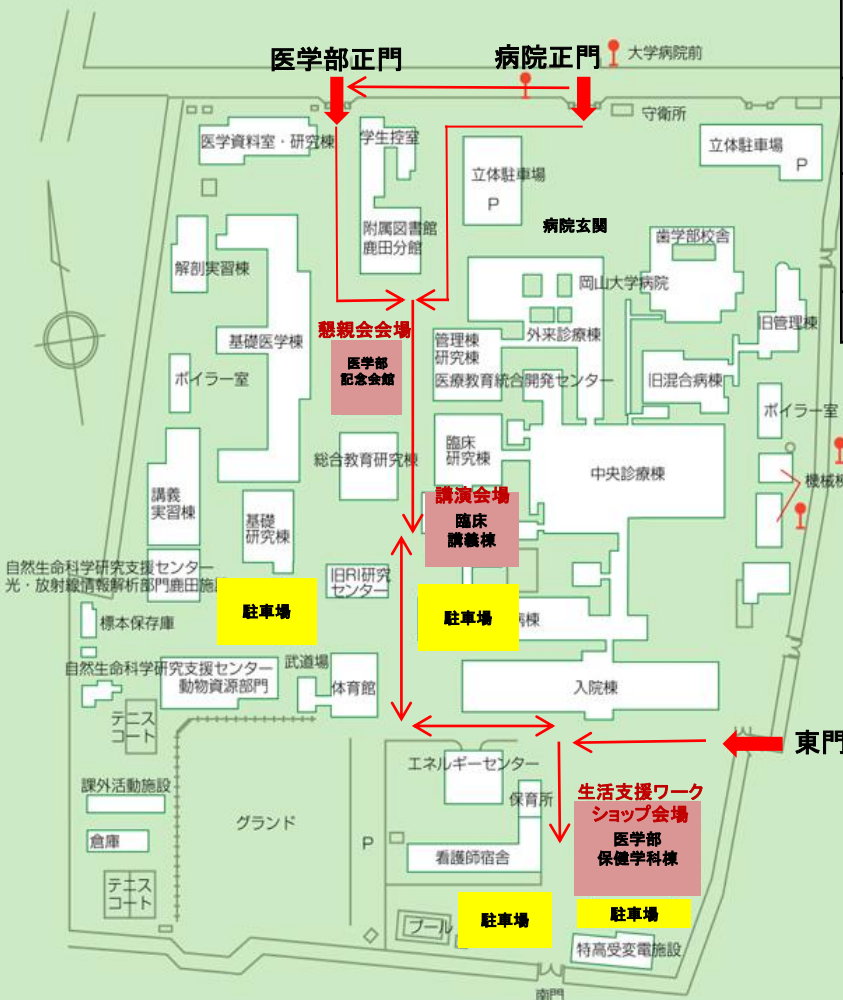 医学部正門
病院正門
大学病院前
守衛所
医学資料室・研究棟
学生控室
立体駐車場
P
立体駐車場
P
附属図書館
鹿田分館
病院玄関
歯学部校舎
解剖実習棟
岡山大学病院
旧管理棟
懇親会会場
医学部
記念会館
基礎医学棟
管理棟
研究棟
外来診療棟
医療教育統合開発センター
旧混合病棟
ボイラー室
ボイラー室
総合教育研究棟
臨床
研究棟
中央診療棟
機械棟
講義
実習棟
基礎
研究棟
講演会場
臨床
講義棟
自然生命科学研究支援センター
光・放射線情報解析部門鹿田施
旧RI研究
センター
駐車場
駐車場
病棟
標本保存庫
自然生命科学研究支援センター
動物資源部門
武道場
体育館
入院棟
テニス
コート
東門
エネルギーセンター
課外活動施設
保育所
生活支援ワーク
ショップ会場
医学部
保健学科棟
グランド
倉庫
P
看護師宿舎
テニス
コート
プール
駐車場
駐車場
特高受変電施設
南門